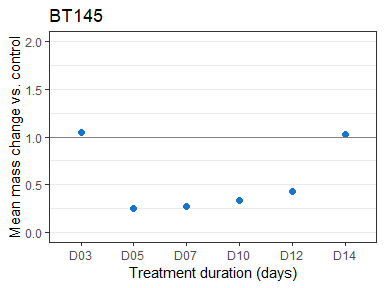 BT145
Mean mass change vs. control
2.0
1.5
1.0
0.5
0.0
D03 D05 D07 D10 D12 D14
Treatment duration (days)